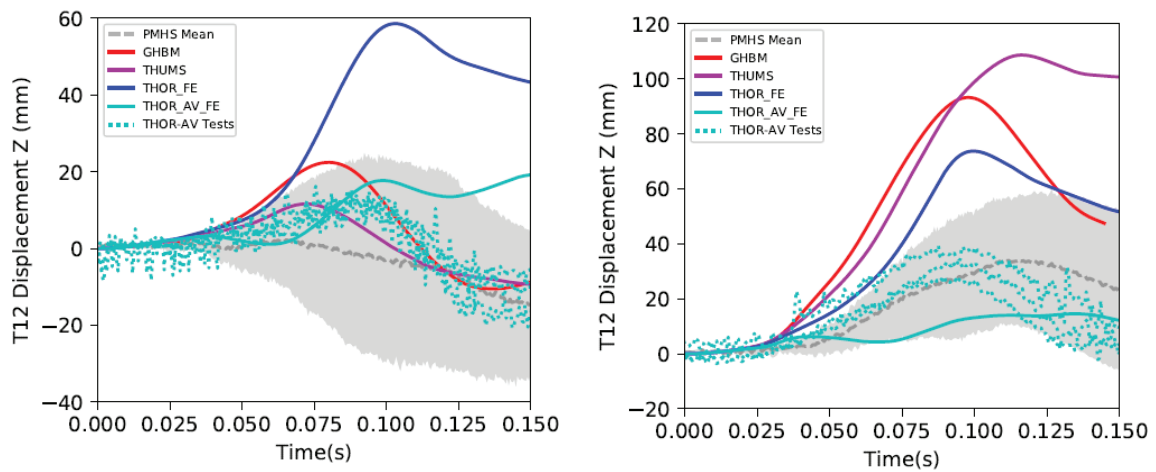 60
40
20
0
−20
−40
T12 Displacement Z (mm)
PMHS Mean
GHBM
THUMS
THOR_FE
THOR_AV_FE
THOR-AV Tests
0.000 0.025 0.050 0.075 0.100 0.125 0.150
Time(s)
120
100
80
60
40
20
0
−20
T12 Displacement Z (mm)
PMHS Mean
GHBM
THUMS
THOR_FE
THOR_AV_FE
THOR-AV Tests
0.000 0.025 0.050 0.075 0.100 0.125 0.150
Time(s)